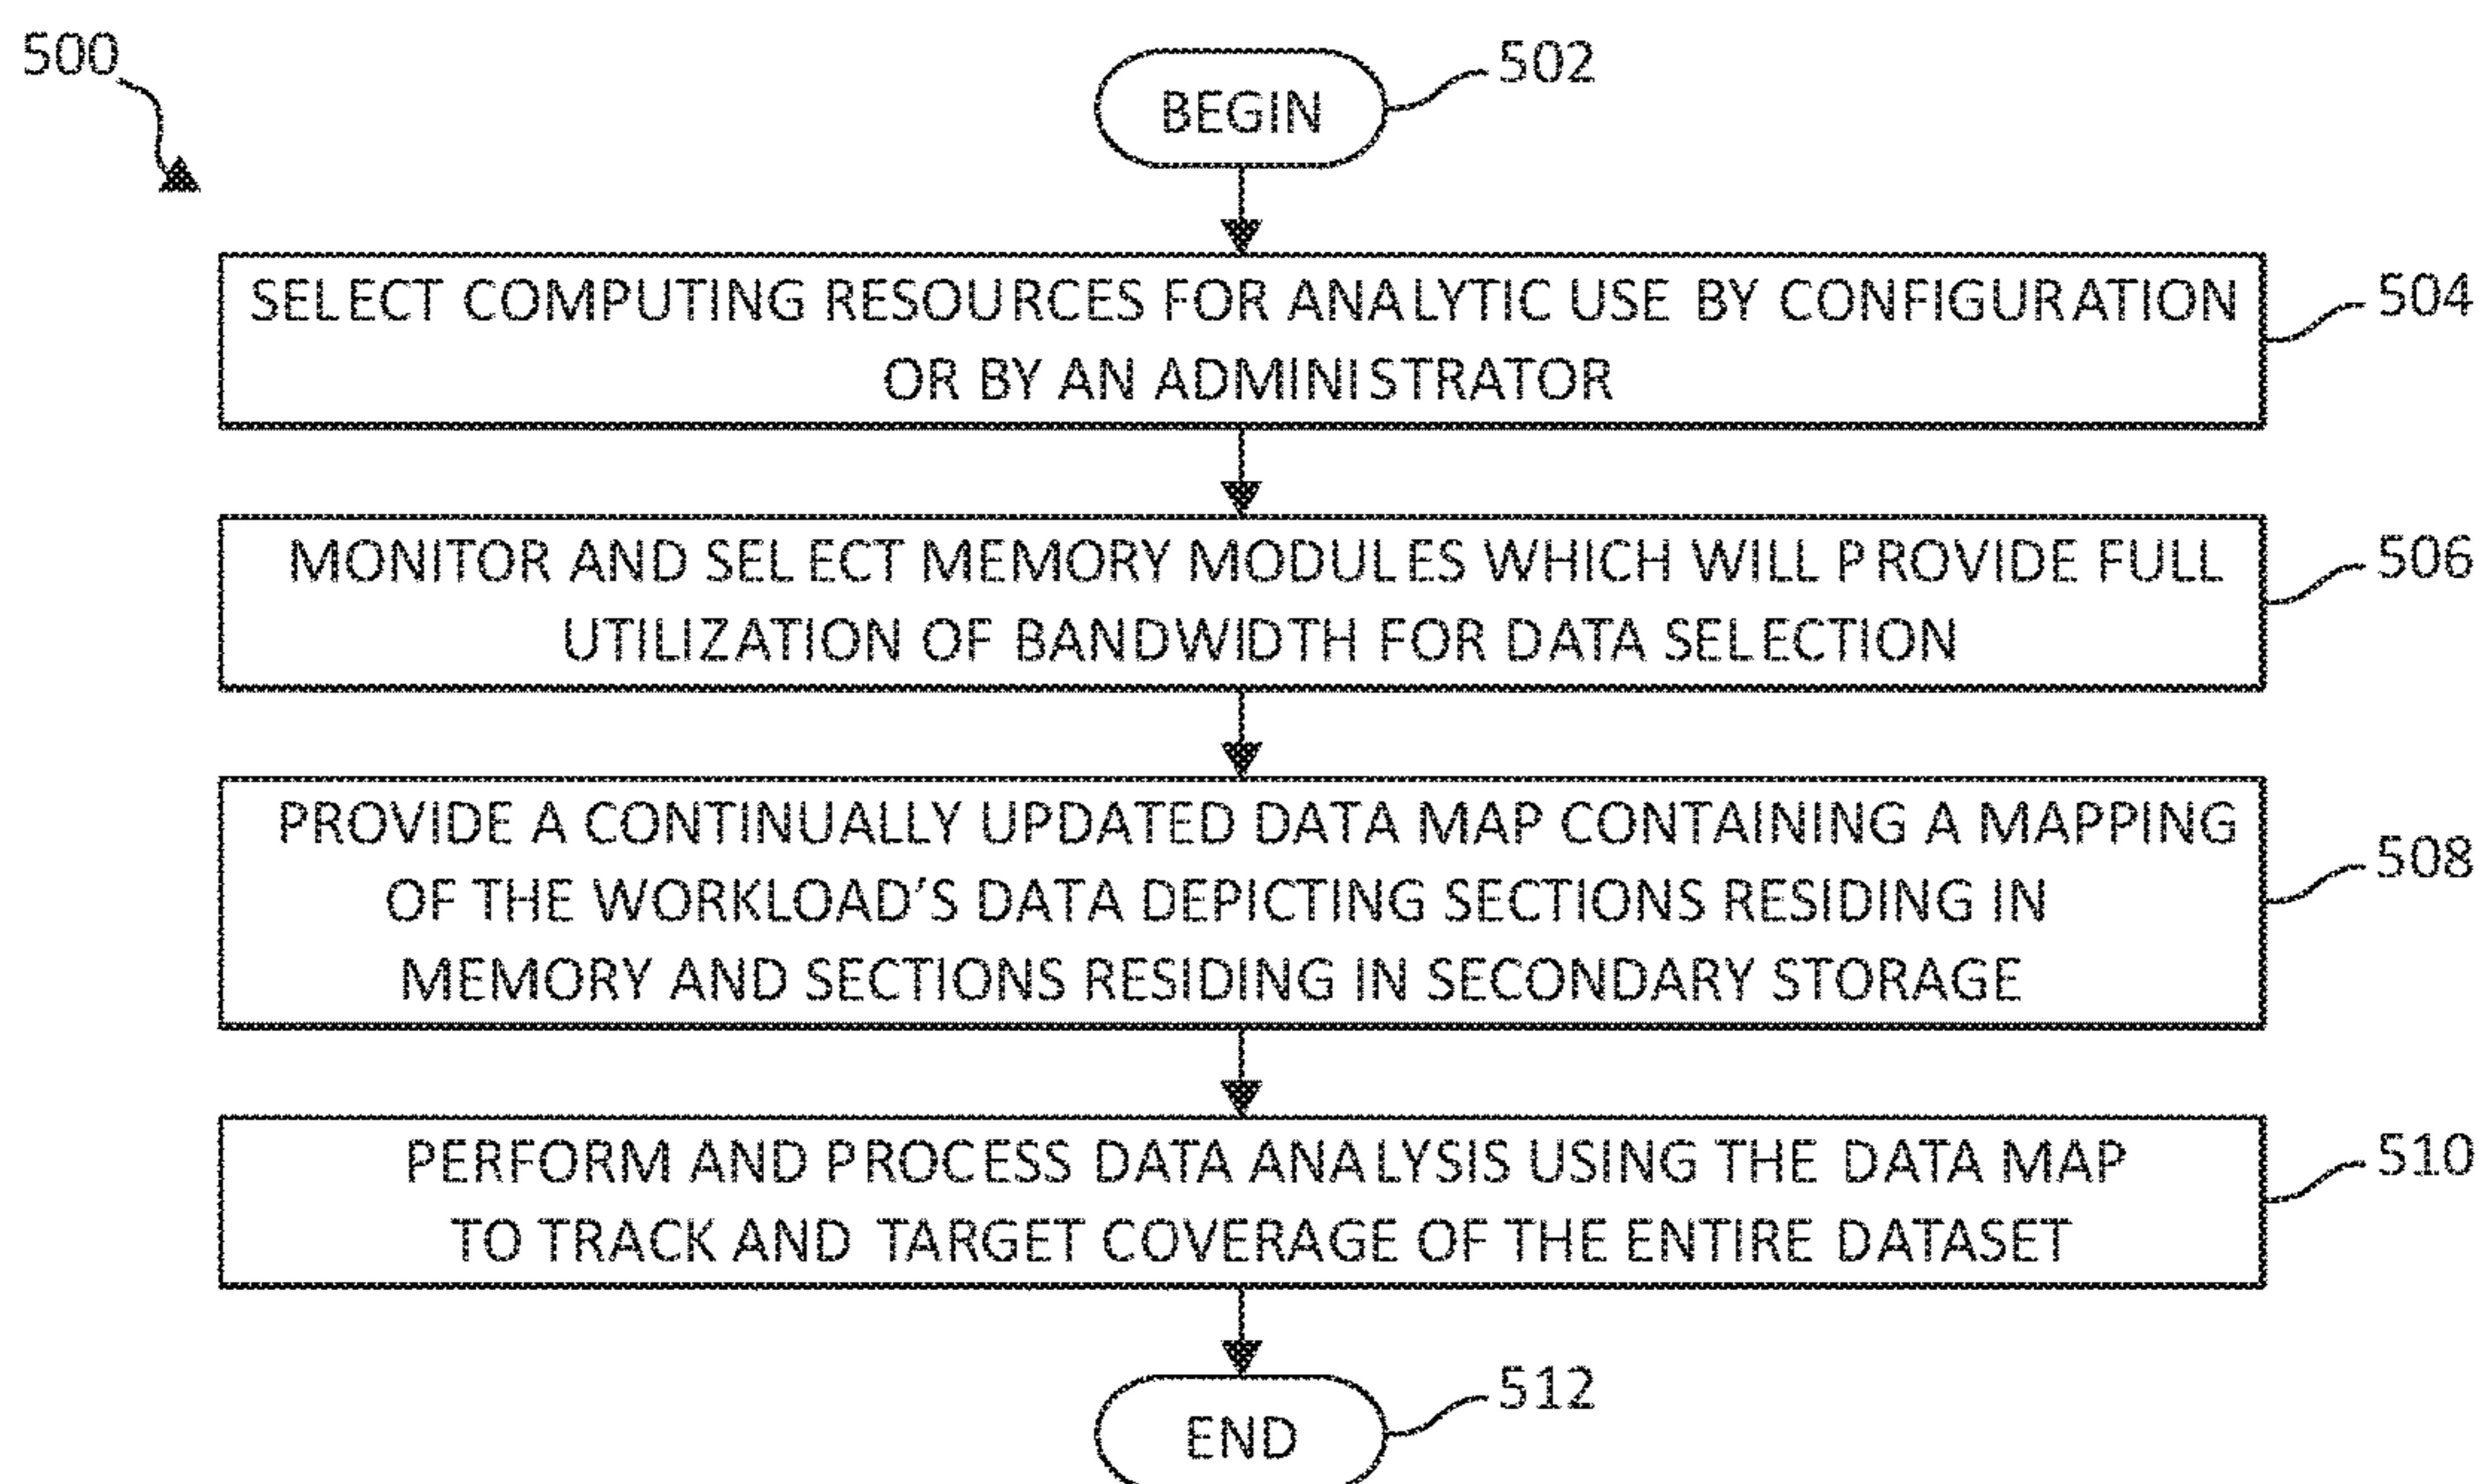 500
BEGIN
502
SELECT COMPUTING RESOURCES FOR ANALYTIC USE BY CONFIGURATION
OR BY AN ADMINISTRATOR
504
MONITOR AND SELECT MEMORY MODULES WHICH WILL PROVIDE FULL
UTILIZATION OF BANDWIDTH FOR DATA SELECTION
506
PROVIDE A CONTINUALLY UPDATED DATA MAP CONTAINING A MAPPING
OF THE WORKLOAD'S DATA DEPICTING SECTIONS RESIDING IN
MEMORY AND SECTIONS RESIDING IN SECONDARY STORAGE
508
PERFORM AND PROCESS DATA ANALYSIS USING THE DATA MAP
TO TRACK AND TARGET COVERAGE OF THE ENTIRE DATASET
510
END
512